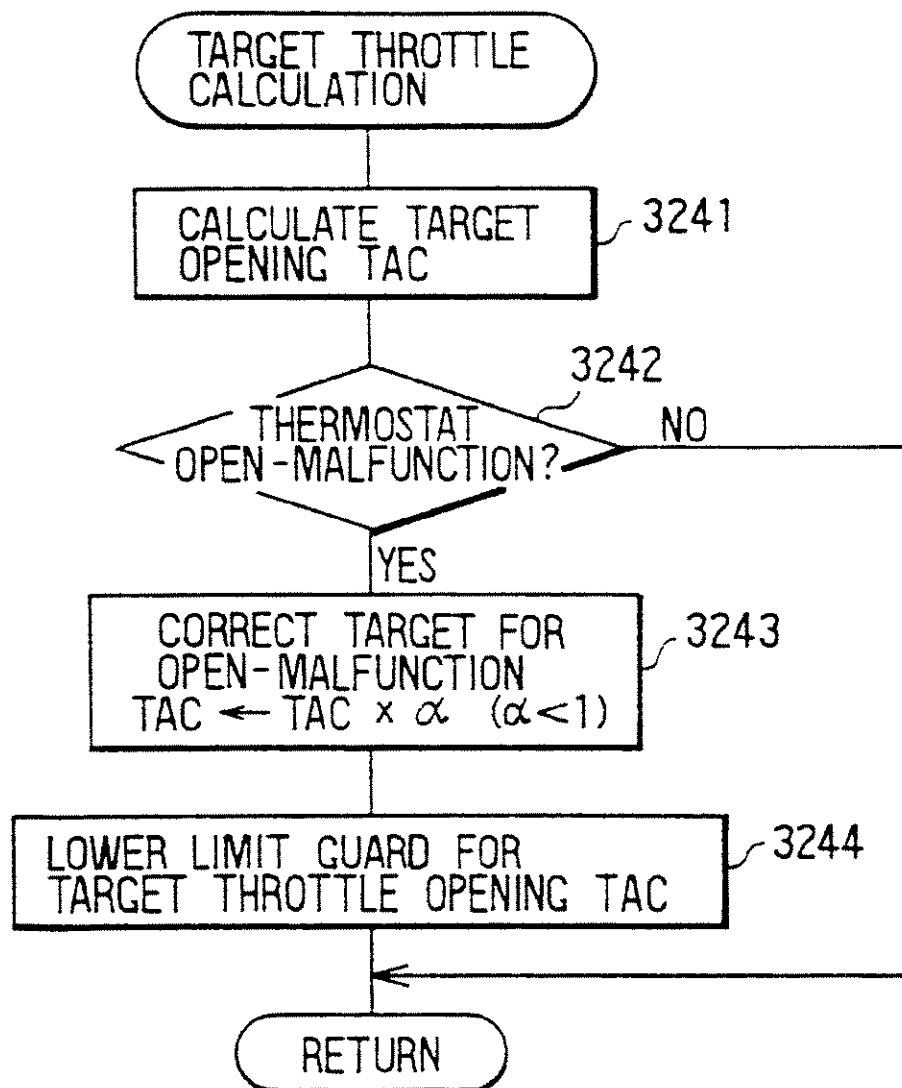 TARGET THROTTLE
CALCULATION
CALCULATE TARGET
OPENING TAC
3241
3242
THERMOSTAT
OPEN-MALFUNCTION?
NO
YES
CORRECT TARGET FOR
OPEN-MALFUNCTION
TAC ← TAC × α (α<1)
3243
LOWER LIMIT GUARD FOR
TARGET THROTTLE OPENING TAC
3244
RETURN